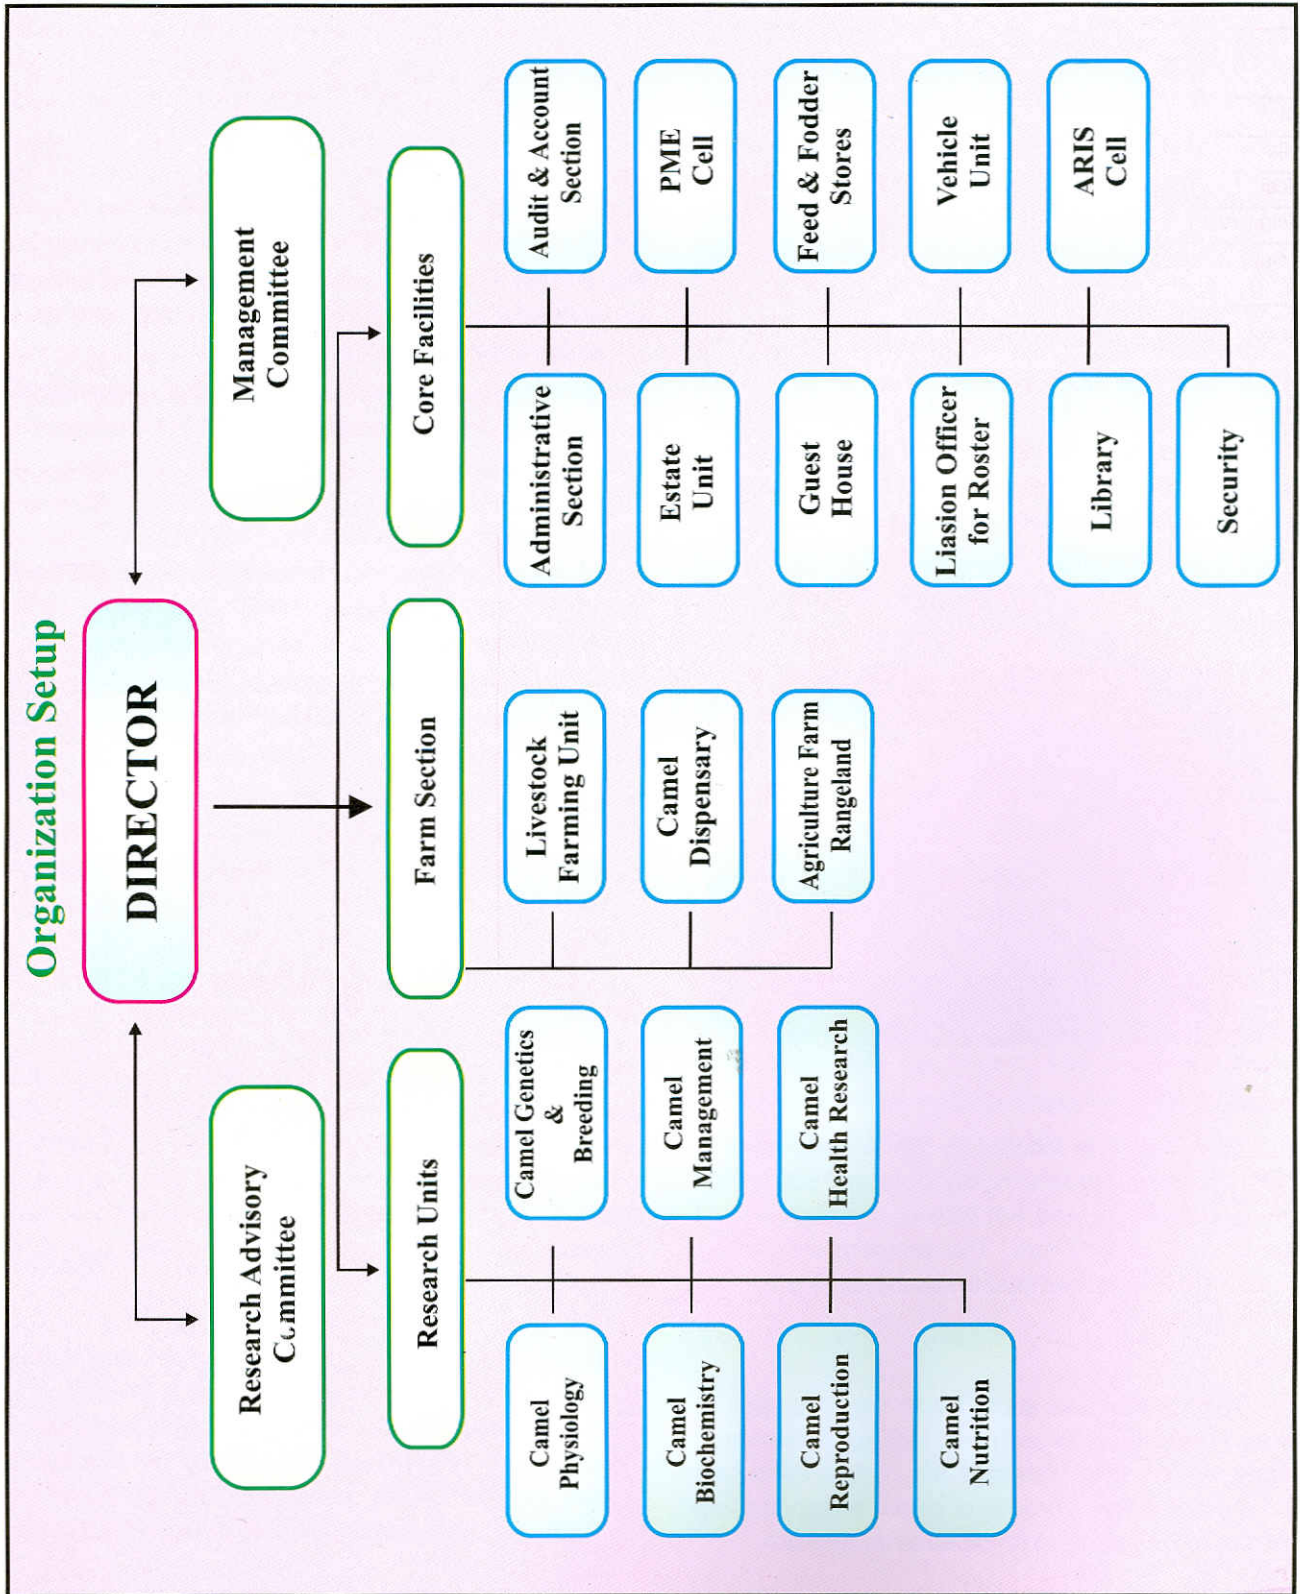 Organization Setup
DIRECTOR
Research Advisory
Committee
Management
Committee
Research Units
Farm Section
Core Facilities
Camel
Physiology
Camel Genetics
&
Breeding
Camel
Biochemistry
Camel
Management
Camel
Reproduction
Camel
Health Research
Camel
Nutrition
Livestock
Farming Unit
Camel
Dispensary
Agriculture Farm
Rangeland
Administrative
Section
Audit & Account
Section
Estate
Unit
PME
Cell
Guest
House
Feed & Fodder
Stores
Liasion Officer
for Roster
Vehicle
Unit
Library
ARIS
Cell
Security